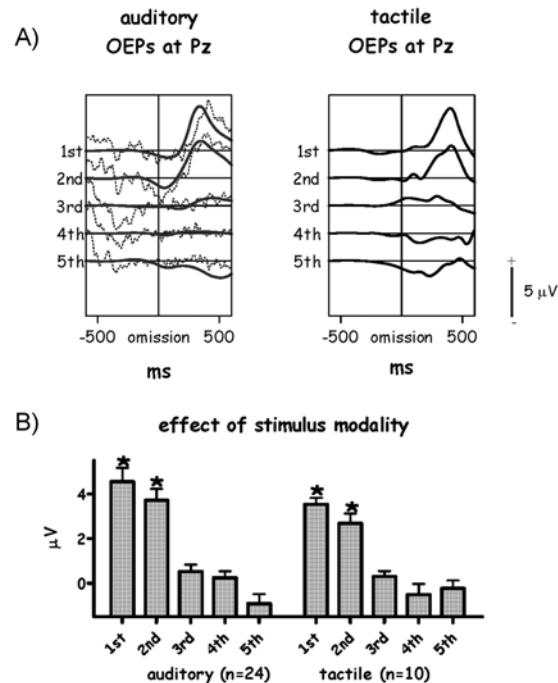 A)
auditory
OEPs at Pz
tactile
OEPs at Pz
1st
2nd
3rd
4th
5th
-500 omission 500
ms
1st
2nd
3rd
4th
5th
-500 omission 500
ms
+
5 μV
-
B)
effect of stimulus modality
μV
4
2
0
1st 2nd 3rd 4th 5th
auditory (n=24)
1st 2nd 3rd 4th 5th
tactile (n=10)